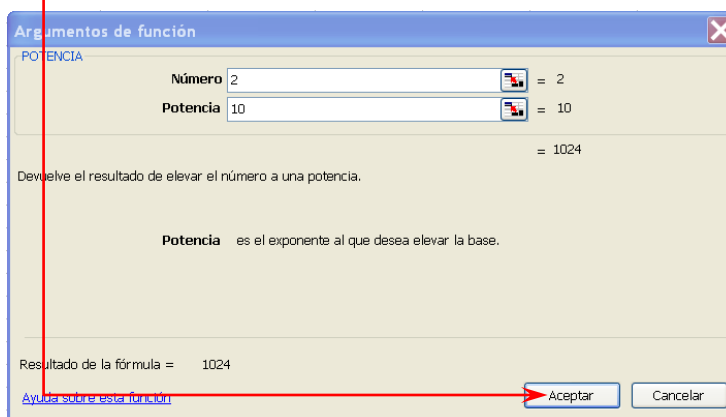 Argumentos de función
POTENCIA
Número 2 = 2
Potencia 10 = 10
= 1024
Devuelve el resultado de elevar el número a una potencia.
Potencia es el exponente al que desea elevar la base.
Resultado de la fórmula = 1024
Ayuda sobre esta función Aceptar Cancelar